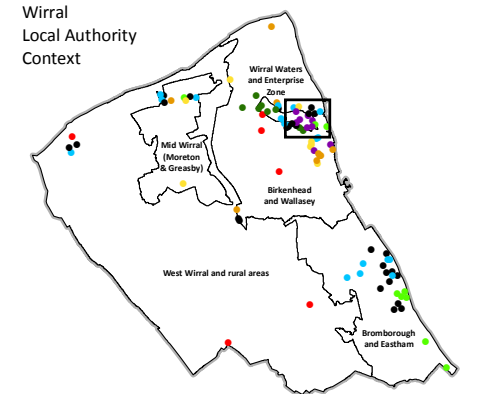 Wirral
Local Authority
Context
Wirral Waters
and Enterprise
Zone
Mid Wirral
(Moreton
& Greasby)
Birkenhead
and Wallasey
West Wirral and rural areas
Bromborough
and Eastham